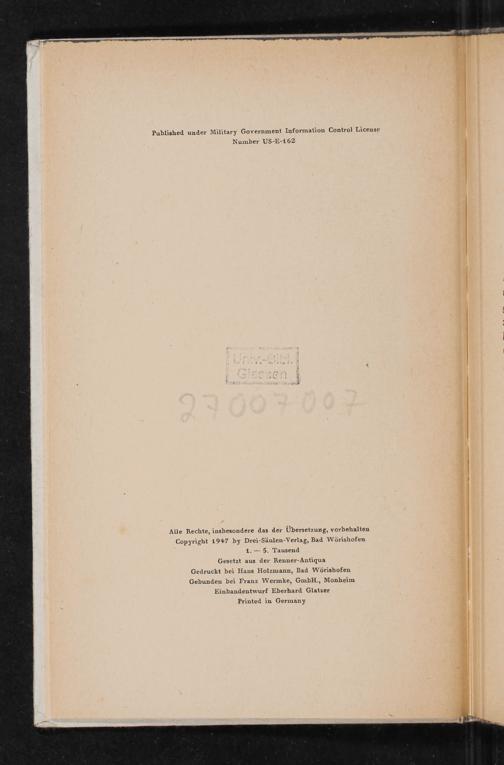 Published under Military Government Information Control License
Number US-E-162
Univ.-Bibl.
Giessen
27007007
Alle Rechte, insbesondere das der Übersetzung, vorbehalten
Copyright 1947 by Drei-Säulen-Verlag, Bad Wörishofen
1. — 5. Tausend
Gesetzt aus der Renner-Antiqua
Gedruckt bei Hans Holzmann, Bad Wörishofen
Gebunden bei Franz Wermke, GmbH., Monheim
Einbandentwurf Eberhard Glatzer
Printed in Germany